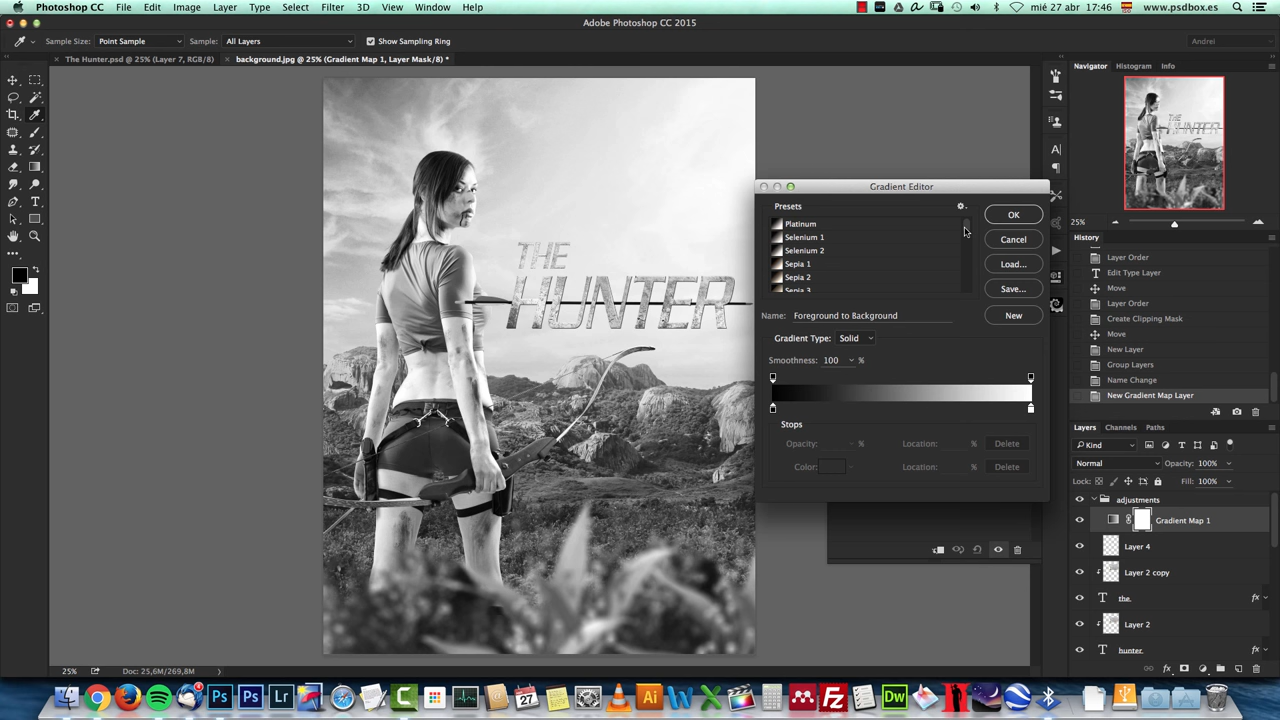 Photoshop CC File Edit Image Layer Type Select Filter 3D View Window Help mié 27 abr 17:46 www.psdbox.es
Adobe Photoshop CC 2015
Sample Size: Point Sample Sample: All Layers Show Sampling Ring Andrei
The Hunter.psd @ 25% (Layer 7, RGB/8) background.jpg @ 25% (Gradient Map 1, Layer Mask/8) *
Navigator Histogram Info
THE
HUNTER
25%
Gradient Editor
Presets
Platinum
Selenium 1
Selenium 2
Sepia 1
Sepia 2
Sepia 3
OK
Cancel
Load...
Save...
New
Name: Foreground to Background
Gradient Type: Solid
Smoothness: 100 %
Stops
Opacity: % Location: % Delete
Color: Location: % Delete
History
Layer Order
Edit Type Layer
Move
Layer Order
Create Clipping Mask
Move
New Layer
Group Layers
Name Change
New Gradient Map Layer
Layers Channels Paths
Kind
Normal Opacity: 100%
Lock: Fill: 100%
adjustments
Gradient Map 1
Layer 4
Layer 2 copy
the. fx
Layer 2
hunter. fx
25% Doc: 25,6M/269,8M